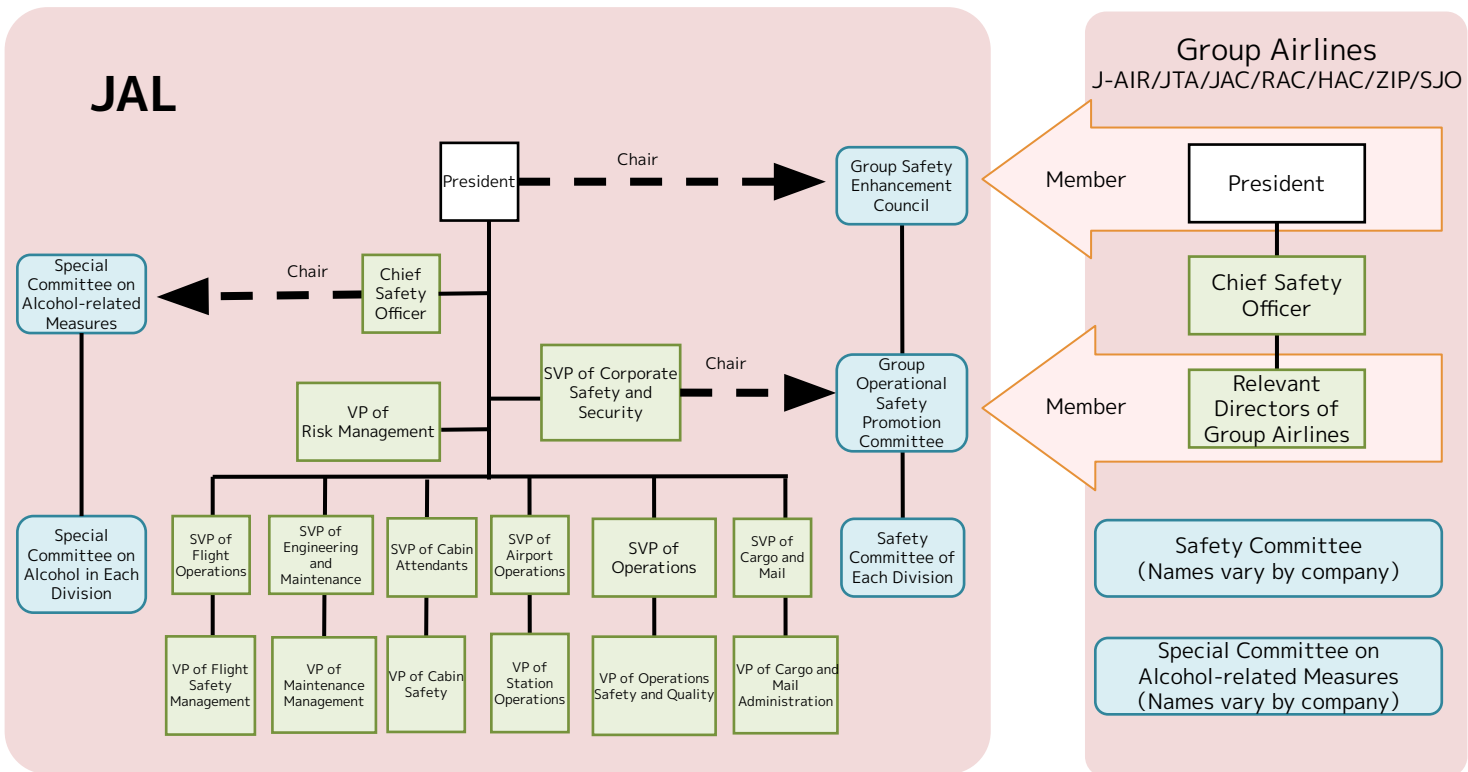 JAL
Group Airlines
J-AIR/JTA/JAC/RAC/HAC/ZIP/SJO
President
Chair
Group Safety
Enhancement
Council
Member
President
Special
Committee on
Alcohol-related
Measures
Chair
Chief
Safety
Officer
Chief Safety
Officer
SVP of Corporate
Safety and
Security
Chair
Group
Operational
Safety
Promotion
Committee
Member
Relevant
Directors of
Group Airlines
VP of
Risk Management
Special
Committee on
Alcohol in Each
Division
SVP of
Flight
Operations
SVP of
Engineering
and
Maintenance
SVP of Cabin
Attendants
SVP of
Airport
Operations
SVP of
Operations
SVP of
Cargo and
Mail
Safety
Committee of
Each Division
Safety Committee
(Names vary by company)
VP of Flight
Safety
Management
VP of
Maintenance
Management
VP of Cabin
Safety
VP of
Station
Operations
VP of Operations
Safety and Quality
VP of Cargo and
Mail
Administration
Special Committee on
Alcohol-related Measures
(Names vary by company)